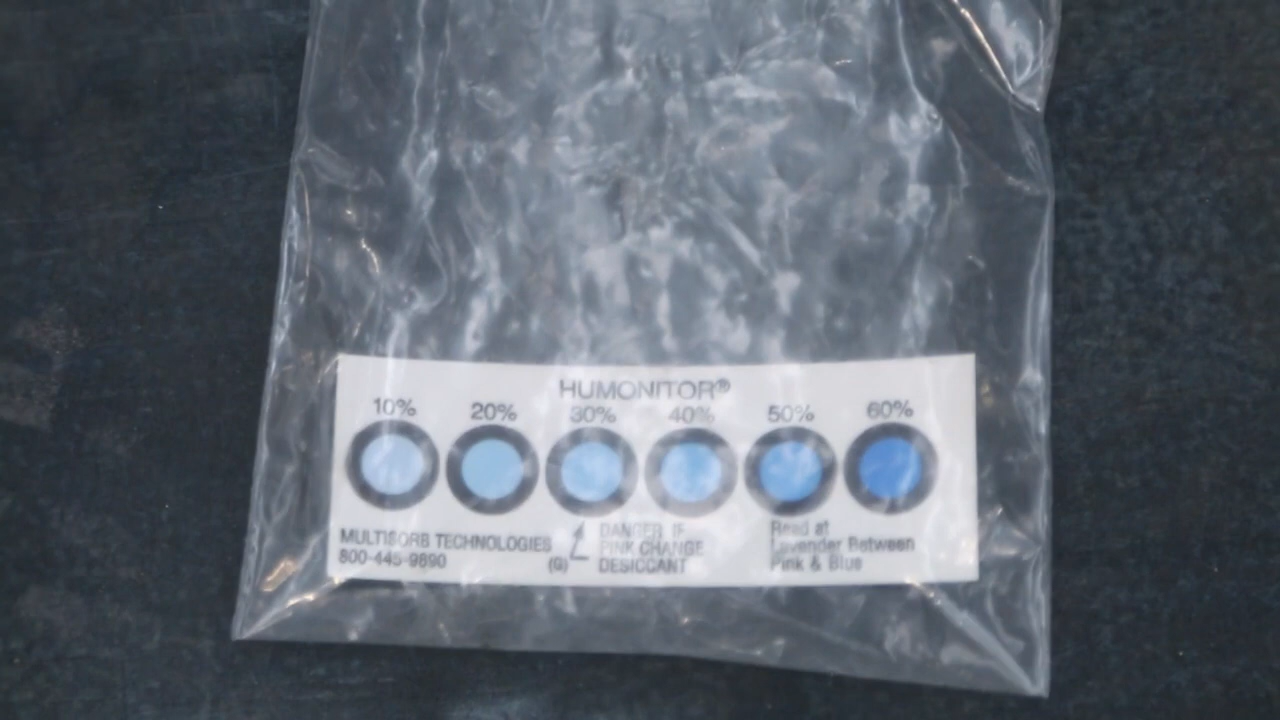 HUMONITOR®
10% 20% 30% 40% 50% 60%
MULTISORB TECHNOLOGIES
800-445-9890
(0)
DANGER IF
PINK CHANGE
DESICCANT
Read at
Lavender Between
Pink & Blue